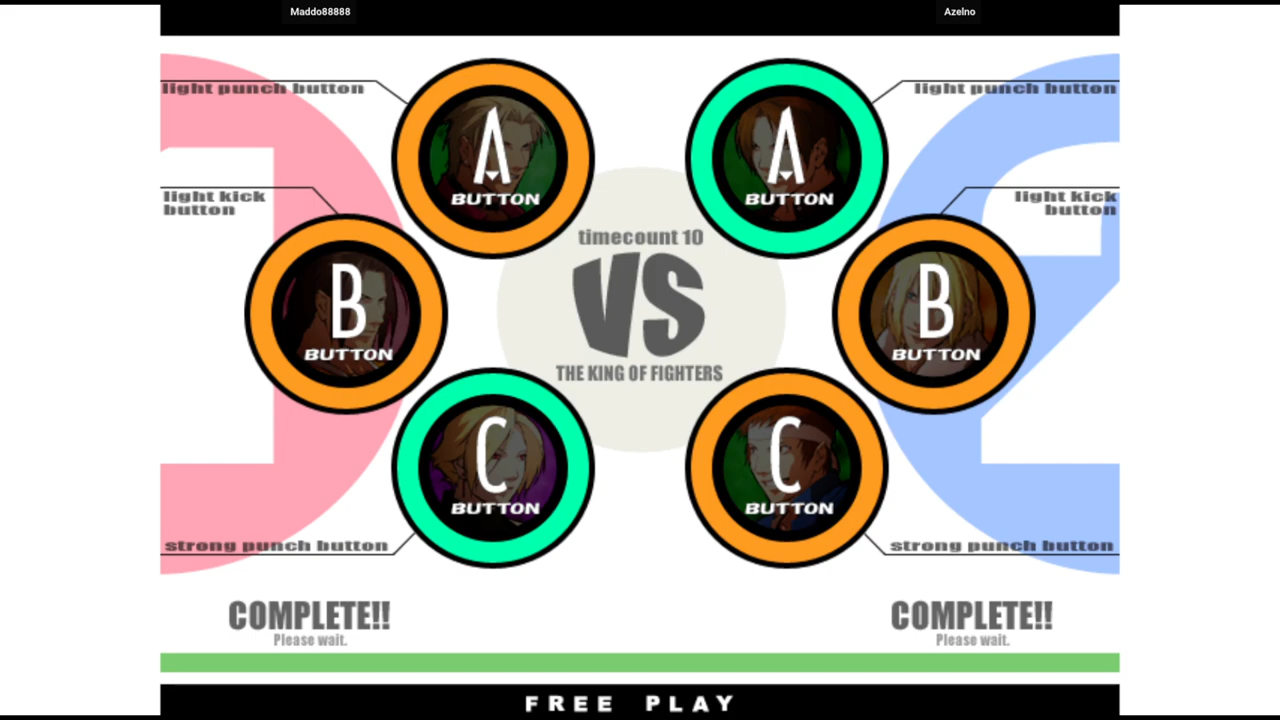 Maddo88888
Azelno
light punch button
A
BUTTON
A
BUTTON
light punch button
light kick
button
light kick
button
B
BUTTON
timecount 10
VS
THE KING OF FIGHTERS
B
BUTTON
C
BUTTON
C
BUTTON
strong punch button
strong punch button
COMPLETE!!
Please wait.
COMPLETE!!
Please wait.
FREE PLAY
1
2